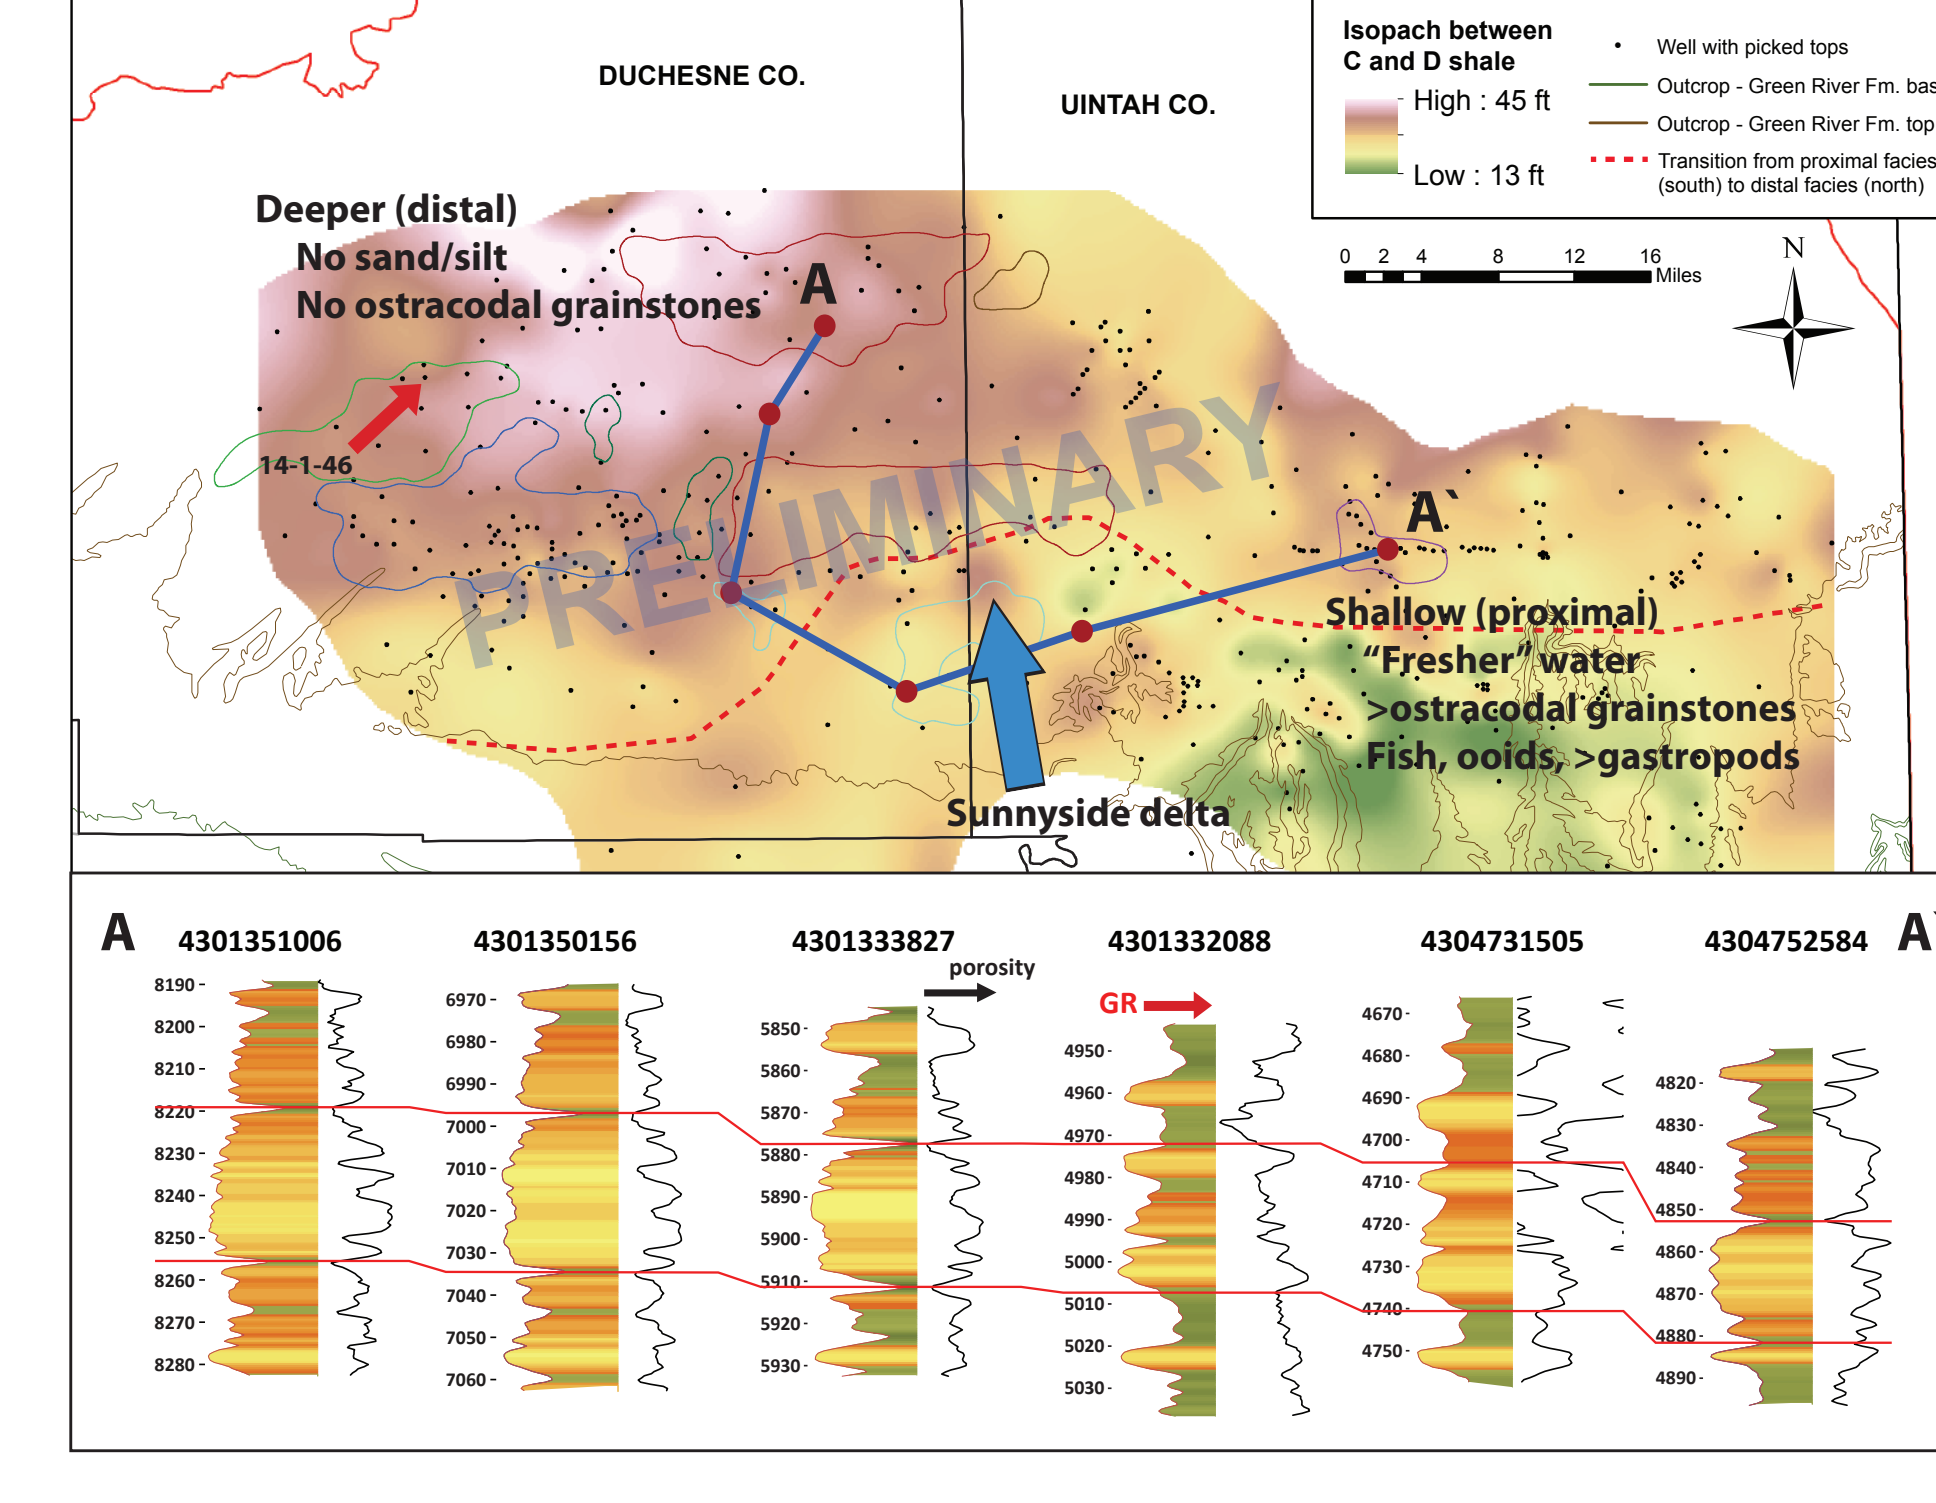 DUCHESNE CO.
UINTAH CO.
Isopach between
C and D shale
High : 45 ft
Low : 13 ft
Well with picked tops
Outcrop - Green River Fm. bas
Outcrop - Green River Fm. top
Transition from proximal facies
(south) to distal facies (north)
0 2 4 8 12 16
Miles
N
Deeper (distal)
No sand/silt
No ostracodal grainstones
A
14-1-46
PRELIMINARY
A`
Shallow (proximal)
“Fresher” water
>ostracodal grainstones
Fish, ooids, >gastropods
Sunnyside delta
A
4301351006
4301350156
4301333827
4301332088
4304731505
4304752584
A`
porosity
GR
8190
8200
8210
8220
8230
8240
8250
8260
8270
8280
6970
6980
6990
7000
7010
7020
7030
7040
7050
7060
5850
5860
5870
5880
5890
5900
5910
5920
5930
4950
4960
4970
4980
4990
5000
5010
5020
5030
4670
4680
4690
4700
4710
4720
4730
4740
4750
4820
4830
4840
4850
4860
4870
4880
4890